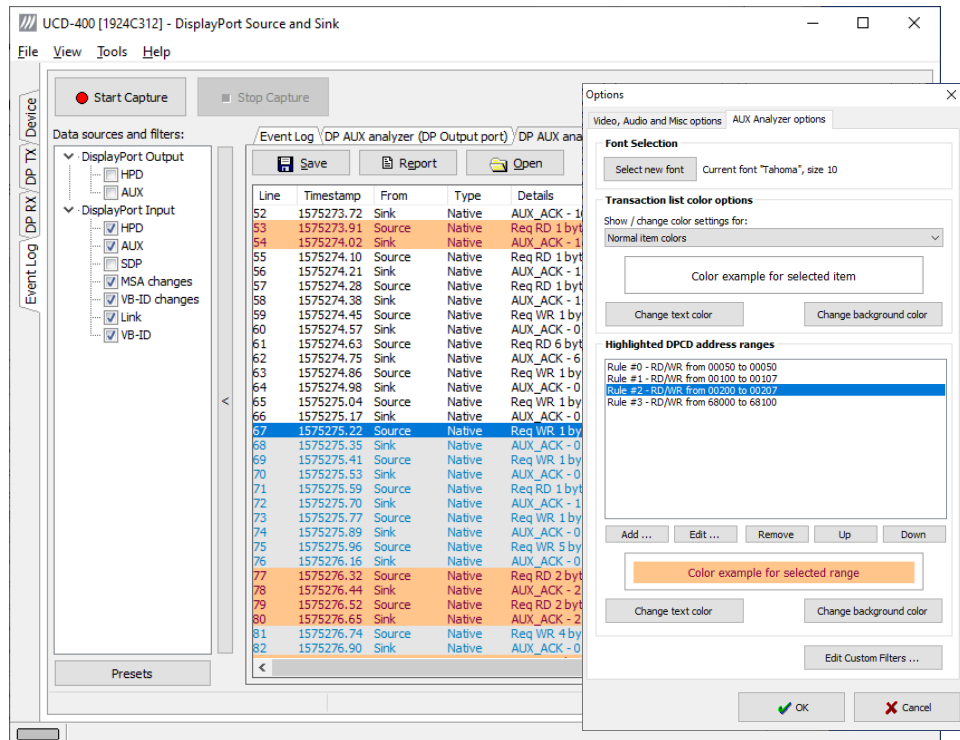 UCD-400 [1924C312] - DisplayPort Source and Sink
File View Tools Help
Start Capture
Stop Capture
Device
DP TX
DP RX
Event Log
Data sources and filters:
DisplayPort Output
HPD
AUX
DisplayPort Input
HPD
AUX
SDP
MSA changes
VB-ID changes
Link
VB-ID
Presets
<
Event Log DP AUX analyzer (DP Output port) DP AUX ana
Save Report Open
Line Timestamp From Type Details
52 1575273.72 Sink Native AUX_ACK - 1
53 1575273.91 Source Native Req RD 1 byt
54 1575274.02 Sink Native AUX_ACK - 1
55 1575274.10 Source Native Req RD 1 byt
56 1575274.21 Sink Native AUX_ACK - 1
57 1575274.28 Source Native Req RD 1 byt
58 1575274.38 Sink Native AUX_ACK - 1
59 1575274.45 Source Native Req WR 1 by
60 1575274.57 Sink Native AUX_ACK - 0
61 1575274.63 Source Native Req RD 6 byt
62 1575274.75 Sink Native AUX_ACK - 6
63 1575274.86 Source Native Req WR 1 by
64 1575274.98 Sink Native AUX_ACK - 0
65 1575275.04 Source Native Req WR 1 by
66 1575275.17 Sink Native AUX_ACK - 0
67 1575275.22 Source Native Req WR 1 by
68 1575275.35 Sink Native AUX_ACK - 0
69 1575275.41 Source Native Req WR 1 by
70 1575275.53 Sink Native AUX_ACK - 0
71 1575275.59 Source Native Req RD 1 byt
72 1575275.70 Sink Native AUX_ACK - 1
73 1575275.77 Source Native Req WR 1 by
74 1575275.89 Sink Native AUX_ACK - 0
75 1575275.96 Source Native Req WR 5 by
76 1575276.16 Sink Native AUX_ACK - 0
77 1575276.32 Source Native Req RD 2 byt
78 1575276.44 Sink Native AUX_ACK - 2
79 1575276.52 Source Native Req RD 2 byt
80 1575276.65 Sink Native AUX_ACK - 2
81 1575276.74 Source Native Req WR 4 by
82 1575276.90 Sink Native AUX_ACK - 0
Options
Video, Audio and Misc options AUX Analyzer options
Font Selection
Select new font Current font "Tahoma", size 10
Transaction list color options
Show / change color settings for:
Normal item colors
Color example for selected item
Change text color Change background color
Highlighted DPCD address ranges
Rule #0 - RD/WR from 00050 to 00050
Rule #1 - RD/WR from 00100 to 00107
Rule #2 - RD/WR from 00200 to 00207
Rule #3 - RD/WR from 68000 to 68100
Add ... Edit ... Remove Up Down
Color example for selected range
Change text color Change background color
Edit Custom Filters ...
OK Cancel